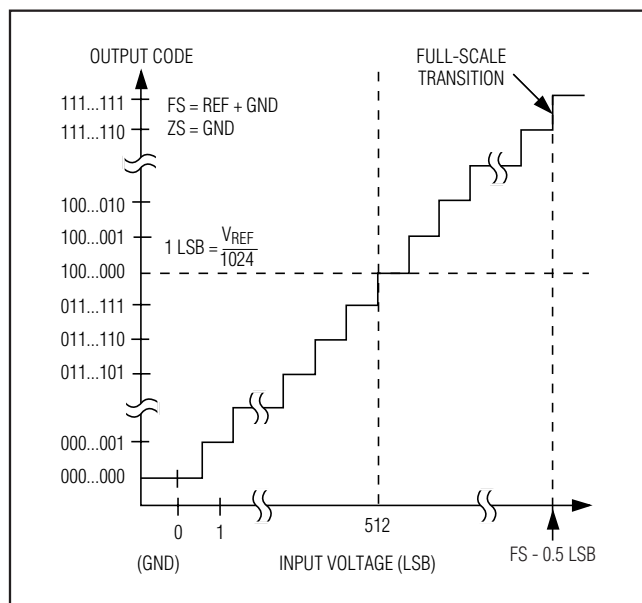 OUTPUT CODE
FULL-SCALE
TRANSITION
111...111
FS = REF + GND
111...110
ZS = GND
100...010
100...001
1 LSB = VREF
1024
100...000
011...111
011...110
011...101
000...001
000...000
0
1
512
(GND)
INPUT VOLTAGE (LSB)
FS - 0.5 LSB